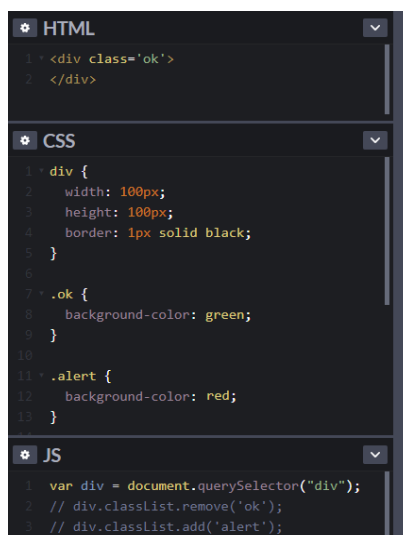 HTML
1 <div class='ok'>
2 </div>
CSS
1 div {
2   width: 100px;
3   height: 100px;
4   border: 1px solid black;
5 }
6
7 .ok {
8   background-color: green;
9 }
10
11 .alert {
12   background-color: red;
13 }
JS
1 var div = document.querySelector("div");
2 // div.classList.remove('ok');
3 // div.classList.add('alert');